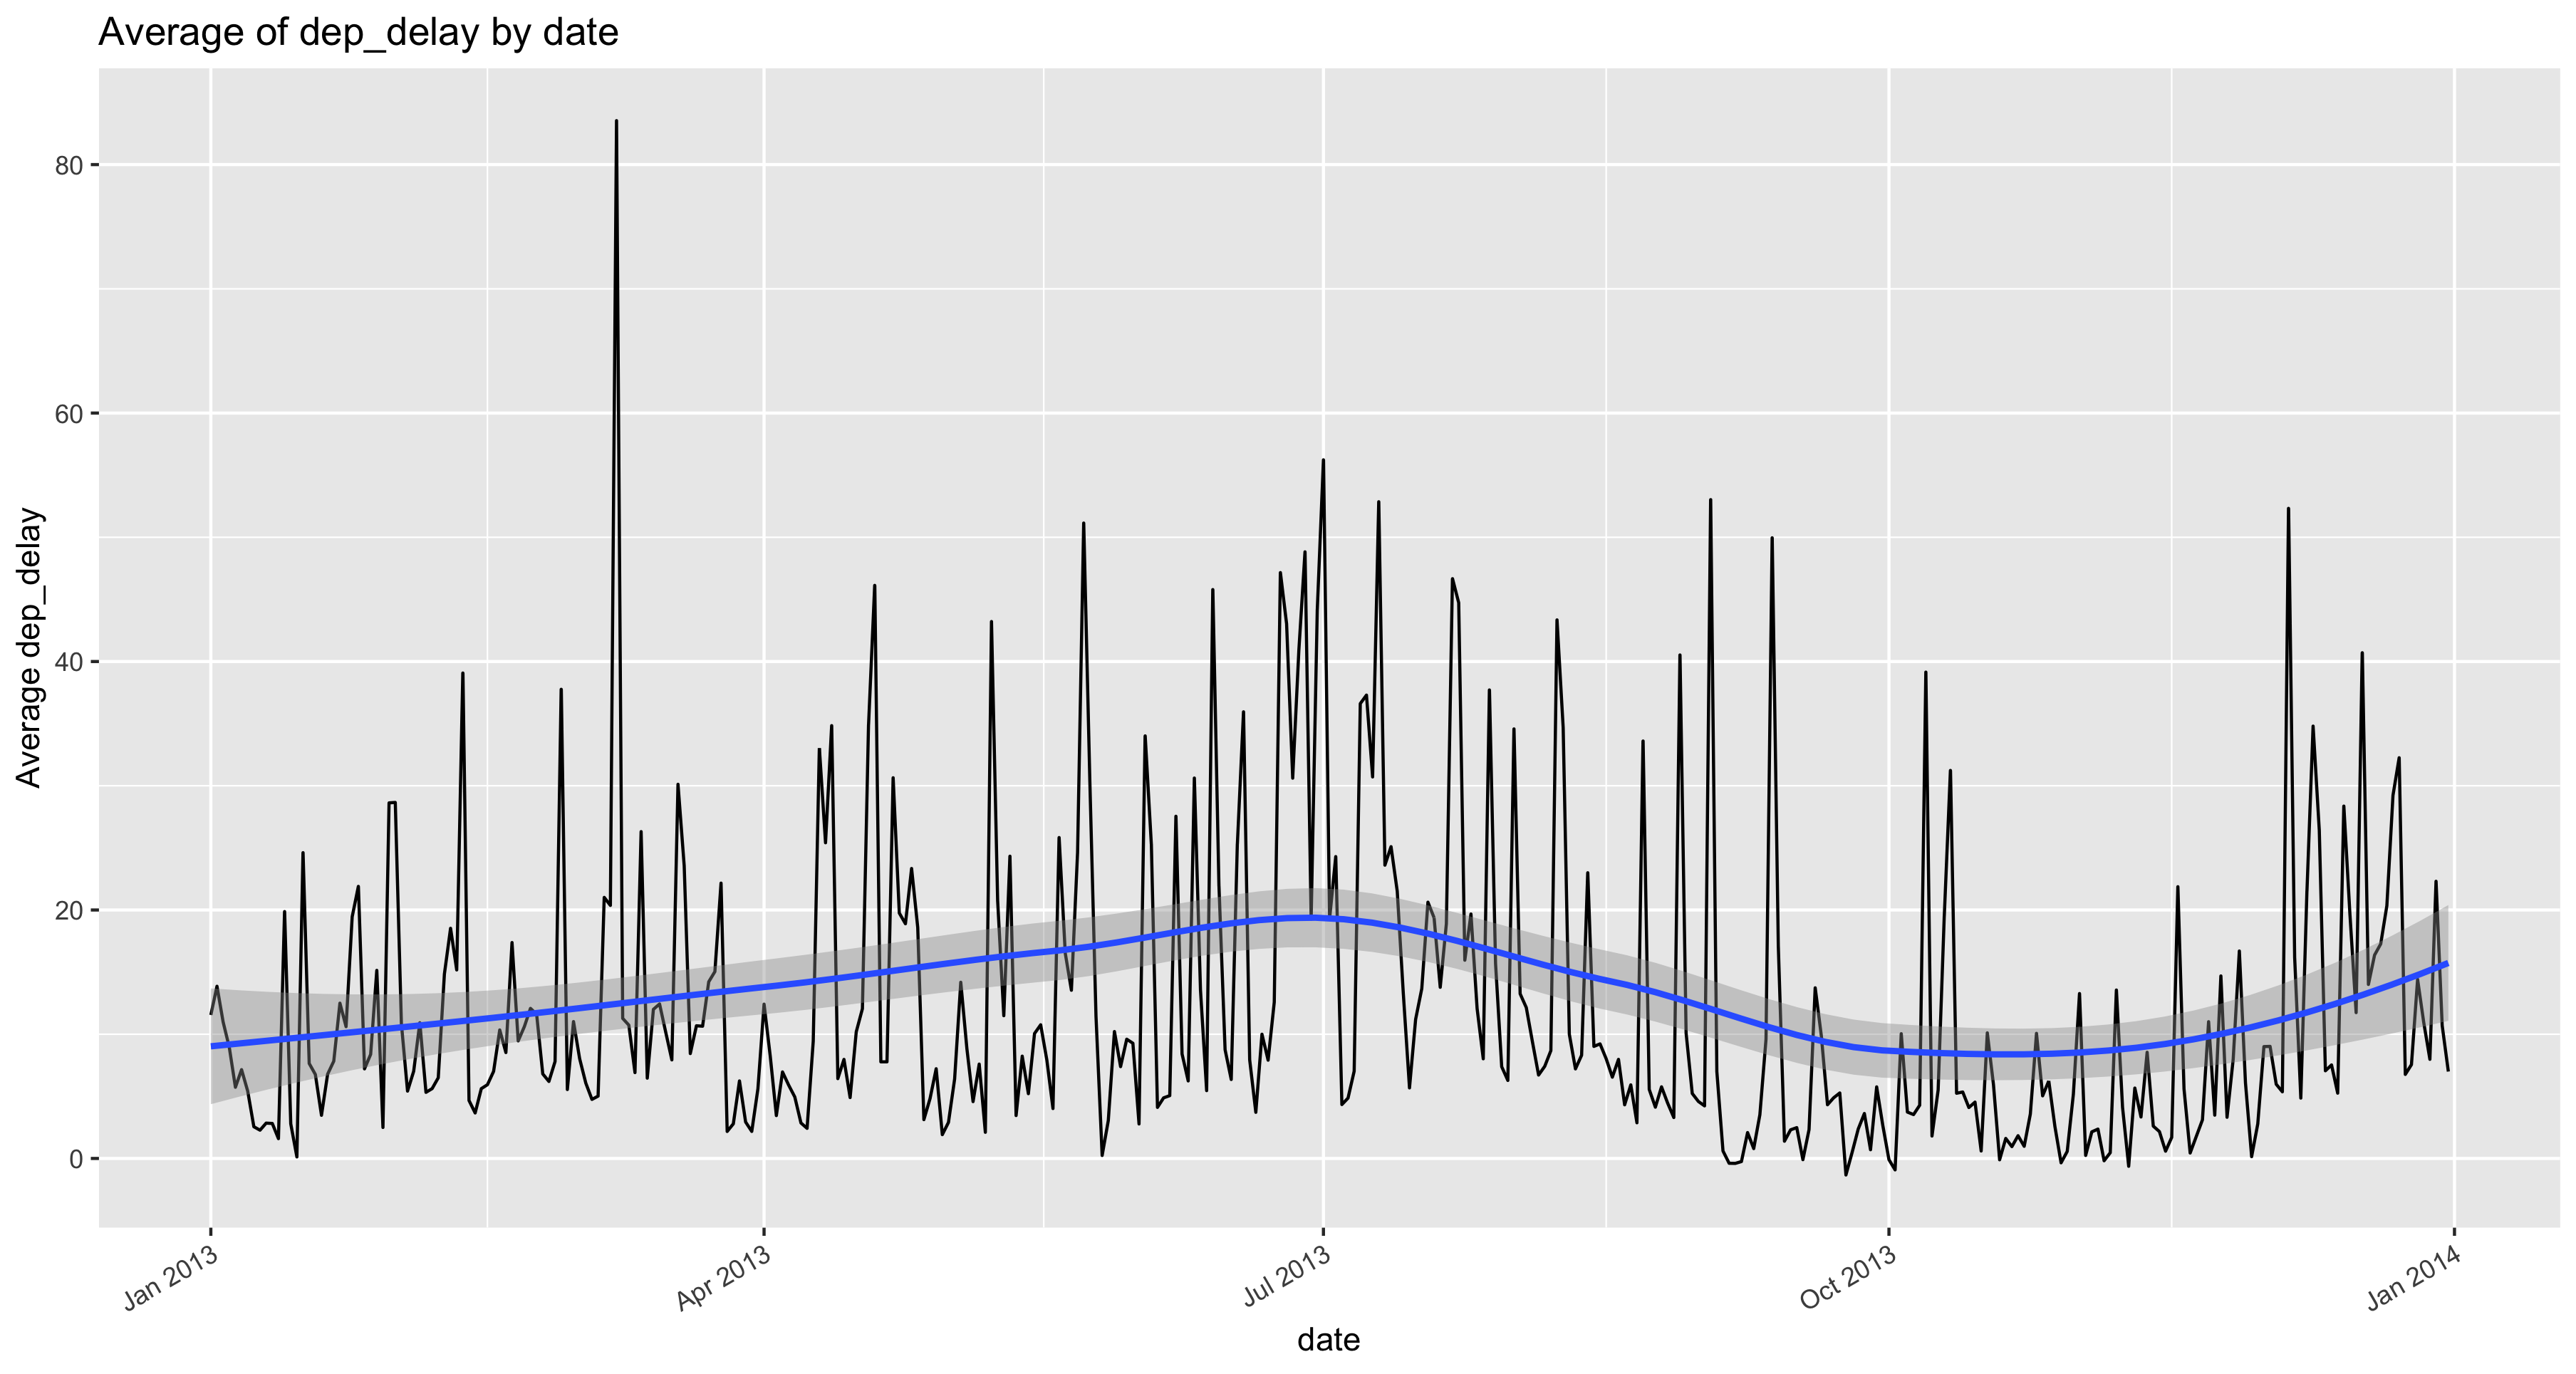 Average of dep_delay by date
Average dep_delay
80
60
40
20
0
Jan 2013
Apr 2013
Jul 2013
Oct 2013
Jan 2014
date